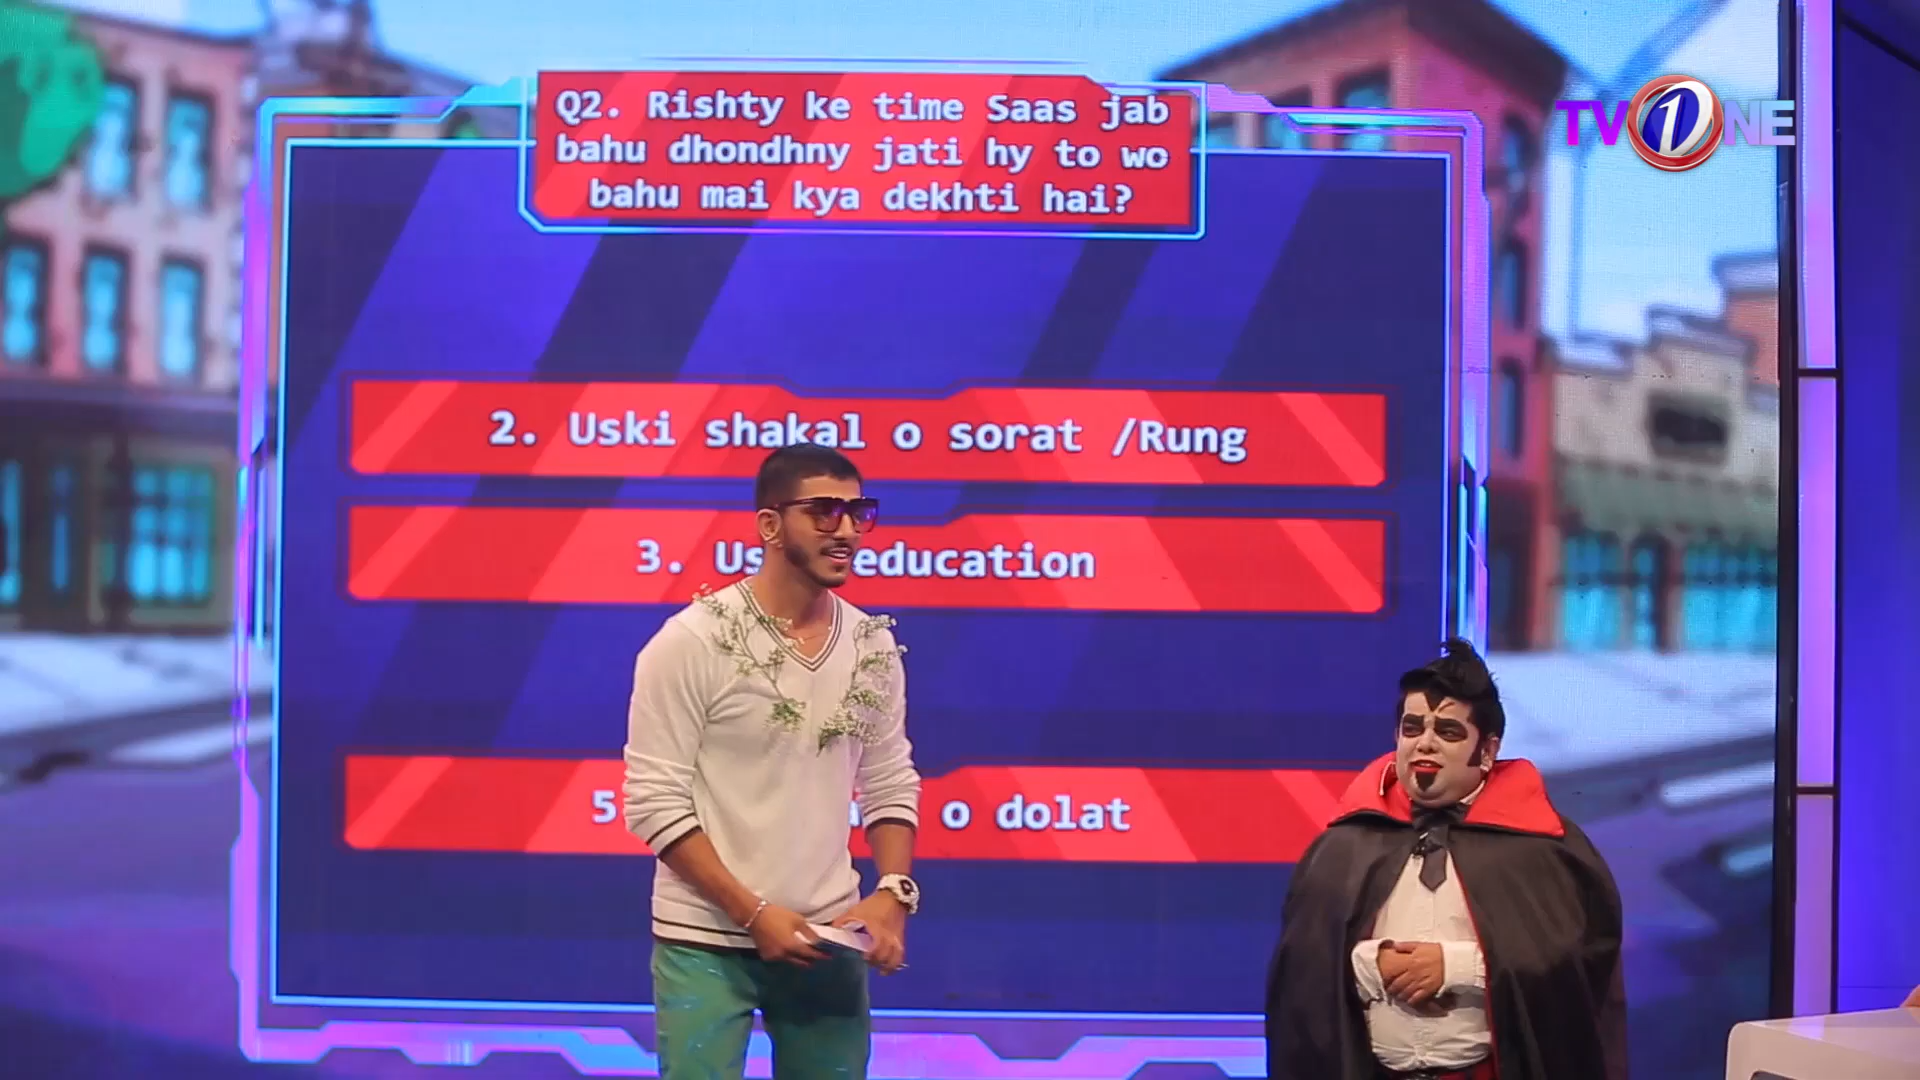 Q2. Rishty ke time Saas jab
bahu dhondhny jati hy to wo
bahu mai kya dekhti hai?
TV ONE
2. Uski shakal o sorat /Rung
3. education
5 o dolat